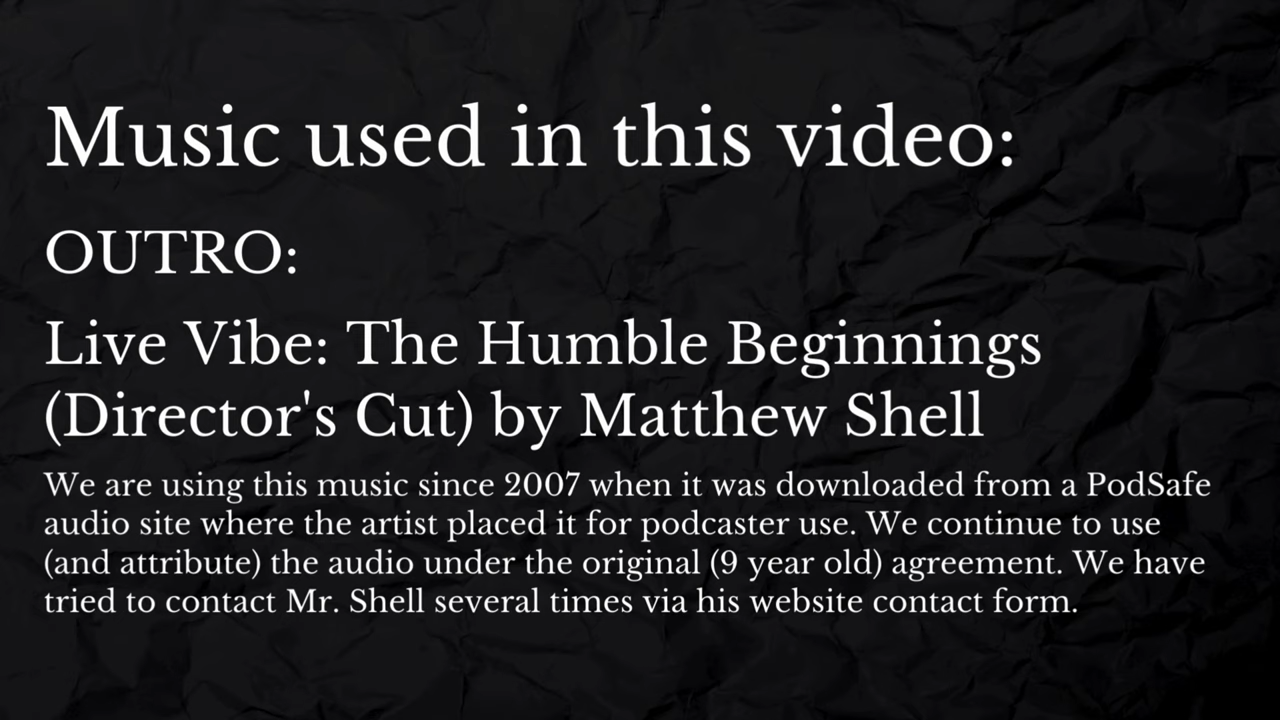 Music used in this video:
OUTRO:
Live Vibe: The Humble Beginnings
(Director's Cut) by Matthew Shell
We are using this music since 2007 when it was downloaded from a PodSafe
audio site where the artist placed it for podcaster use. We continue to use
(and attribute) the audio under the original (9 year old) agreement. We have
tried to contact Mr. Shell several times via his website contact form.